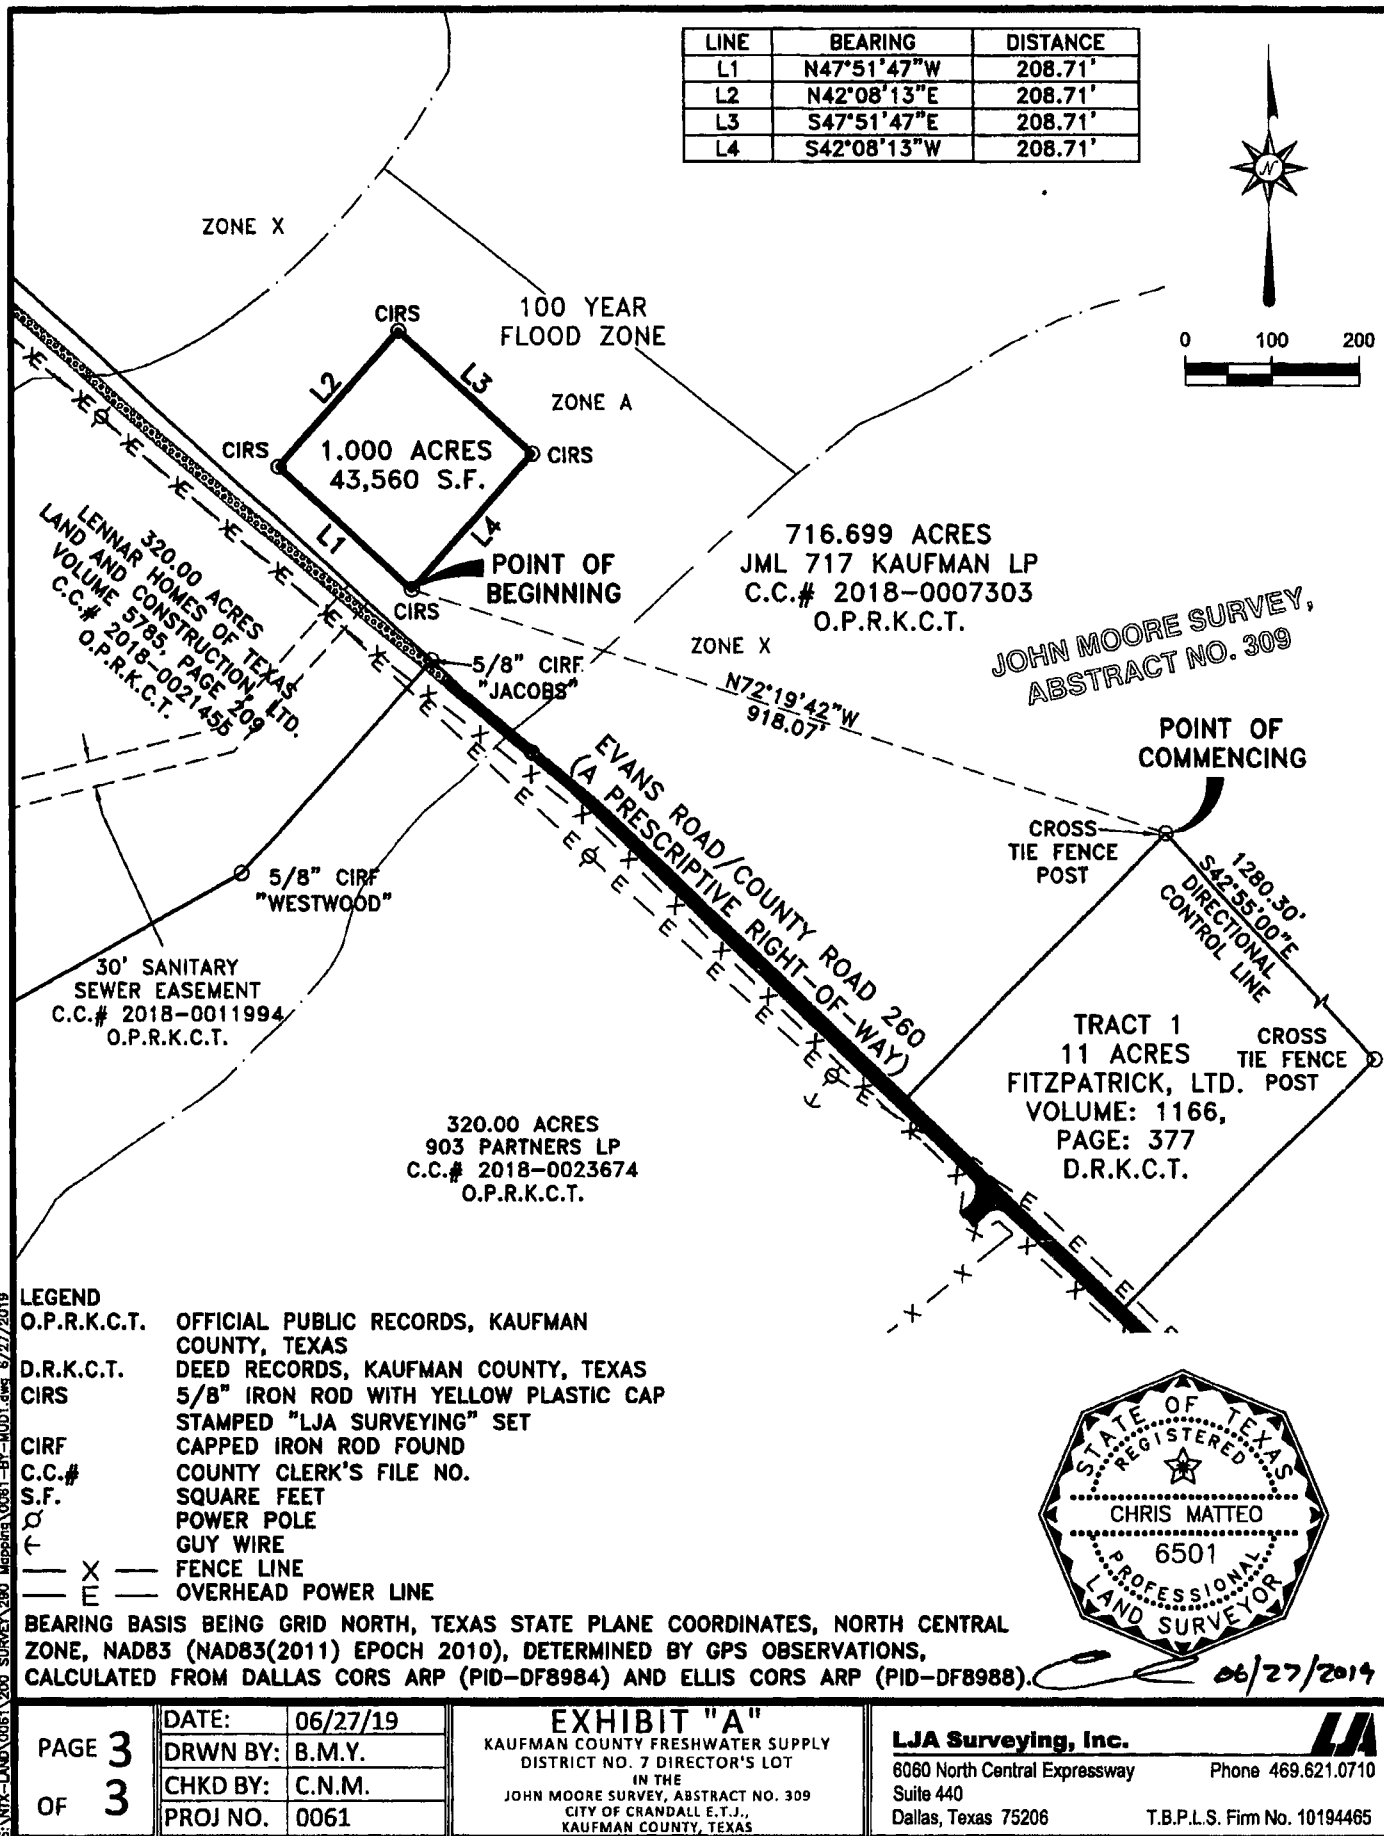 LINE BEARING DISTANCE
L1 N47°51'47"W 208.71'
L2 N42°08'13"E 208.71'
L3 S47°51'47"E 208.71'
L4 S42°08'13"W 208.71'
N
0 100 200
ZONE X
100 YEAR
FLOOD ZONE
ZONE A
CIRS
L2
L3
CIRS
CIRS
1.000 ACRES
43,560 S.F.
L1
L4
POINT OF
BEGINNING
CIRS
320.00 ACRES
LENNAR HOMES OF TEXAS
LAND AND CONSTRUCTION, LTD.
VOLUME 5785, PAGE 209
C.C.# 2018-0021455
O.P.R.K.C.T.
716.699 ACRES
JML 717 KAUFMAN LP
C.C.# 2018-0007303
O.P.R.K.C.T.
JOHN MOORE SURVEY,
ABSTRACT NO. 309
ZONE X
5/8" CIRF
"JACOBS"
N72°19'42"W
918.07'
POINT OF
COMMENCING
EVANS ROAD/COUNTY ROAD 260
(A PRESCRIPTIVE RIGHT-OF-WAY)
CROSS
TIE FENCE
POST
1280.30'
S42°55'00"E
DIRECTIONAL
CONTROL LINE
5/8" CIRF
"WESTWOOD"
30' SANITARY
SEWER EASEMENT
C.C.# 2018-0011994
O.P.R.K.C.T.
TRACT 1
11 ACRES
FITZPATRICK, LTD.
VOLUME: 1166,
PAGE: 377
D.R.K.C.T.
CROSS
TIE FENCE
POST
320.00 ACRES
903 PARTNERS LP
C.C.# 2018-0023674
O.P.R.K.C.T.
LEGEND
O.P.R.K.C.T. OFFICIAL PUBLIC RECORDS, KAUFMAN
COUNTY, TEXAS
D.R.K.C.T. DEED RECORDS, KAUFMAN COUNTY, TEXAS
CIRS 5/8" IRON ROD WITH YELLOW PLASTIC CAP
STAMPED "LJA SURVEYING" SET
CIRF CAPPED IRON ROD FOUND
C.C.# COUNTY CLERK'S FILE NO.
S.F. SQUARE FEET
POWER POLE
GUY WIRE
X FENCE LINE
E OVERHEAD POWER LINE
STATE OF TEXAS
REGISTERED
CHRIS MATTEO
6501
PROFESSIONAL
LAND SURVEYOR
BEARING BASIS BEING GRID NORTH, TEXAS STATE PLANE COORDINATES, NORTH CENTRAL
ZONE, NAD83 (NAD83(2011) EPOCH 2010), DETERMINED BY GPS OBSERVATIONS,
CALCULATED FROM DALLAS CORS ARP (PID-DF8984) AND ELLIS CORS ARP (PID-DF8988).
06/27/2019
PAGE 3
OF 3
DATE: 06/27/19
DRWN BY: B.M.Y.
CHKD BY: C.N.M.
PROJ NO. 0061
EXHIBIT "A"
KAUFMAN COUNTY FRESHWATER SUPPLY
DISTRICT NO. 7 DIRECTOR'S LOT
IN THE
JOHN MOORE SURVEY, ABSTRACT NO. 309
CITY OF CRANDALL E.T.J.,
KAUFMAN COUNTY, TEXAS
LJA Surveying, Inc.
LJA
6060 North Central Expressway Phone 469.621.0710
Suite 440
Dallas, Texas 75206 T.B.P.L.S. Firm No. 10194465